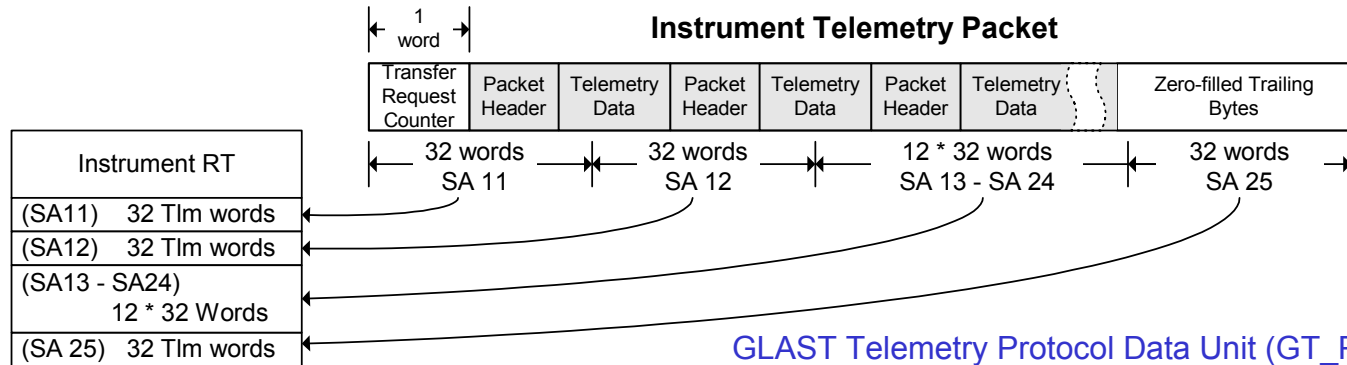 1
word
Instrument Telemetry Packet
Transfer
Request
Counter
Packet
Header
Telemetry
Data
Packet
Header
Telemetry
Data
Packet
Header
Telemetry
Data
Zero-filled Trailing
Bytes
32 words
SA 11
32 words
SA 12
12 * 32 words
SA 13 - SA 24
32 words
SA 25
Instrument RT
(SA11) 32 Tlm words
(SA12) 32 Tlm words
(SA13 - SA24)
12 * 32 Words
(SA 25) 32 Tlm words
GLAST Telemetry Protocol Data Unit